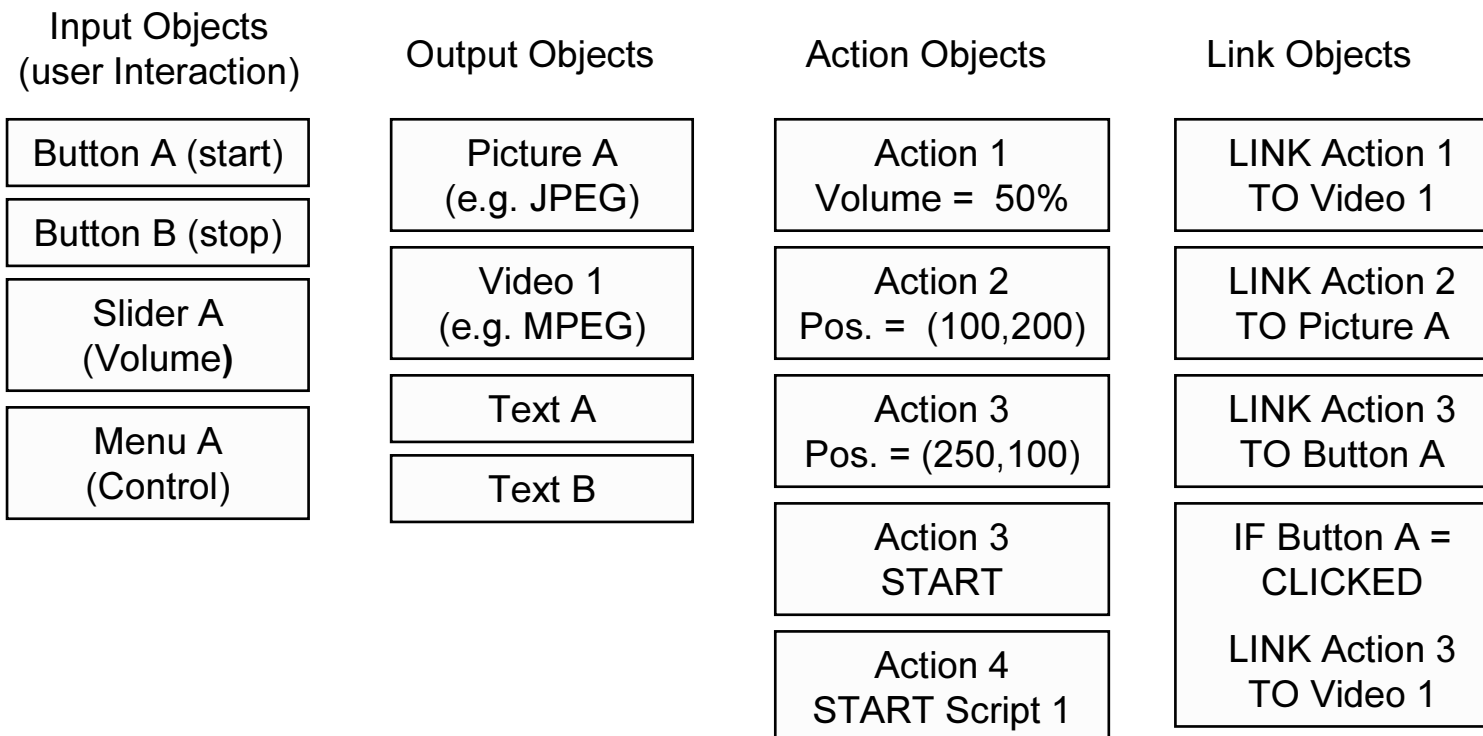 Input Objects
(user Interaction)
Button A (start)
Button B (stop)
Slider A
(Volume)
Menu A
(Control)
Output Objects
Picture A
(e.g. JPEG)
Video 1
(e.g. MPEG)
Text A
Text B
Action Objects
Action 1
Volume = 50%
Action 2
Pos. = (100,200)
Action 3
Pos. = (250,100)
Action 3
START
Action 4
START Script 1
Link Objects
LINK Action 1
TO Video 1
LINK Action 2
TO Picture A
LINK Action 3
TO Button A
IF Button A =
CLICKED
LINK Action 3
TO Video 1